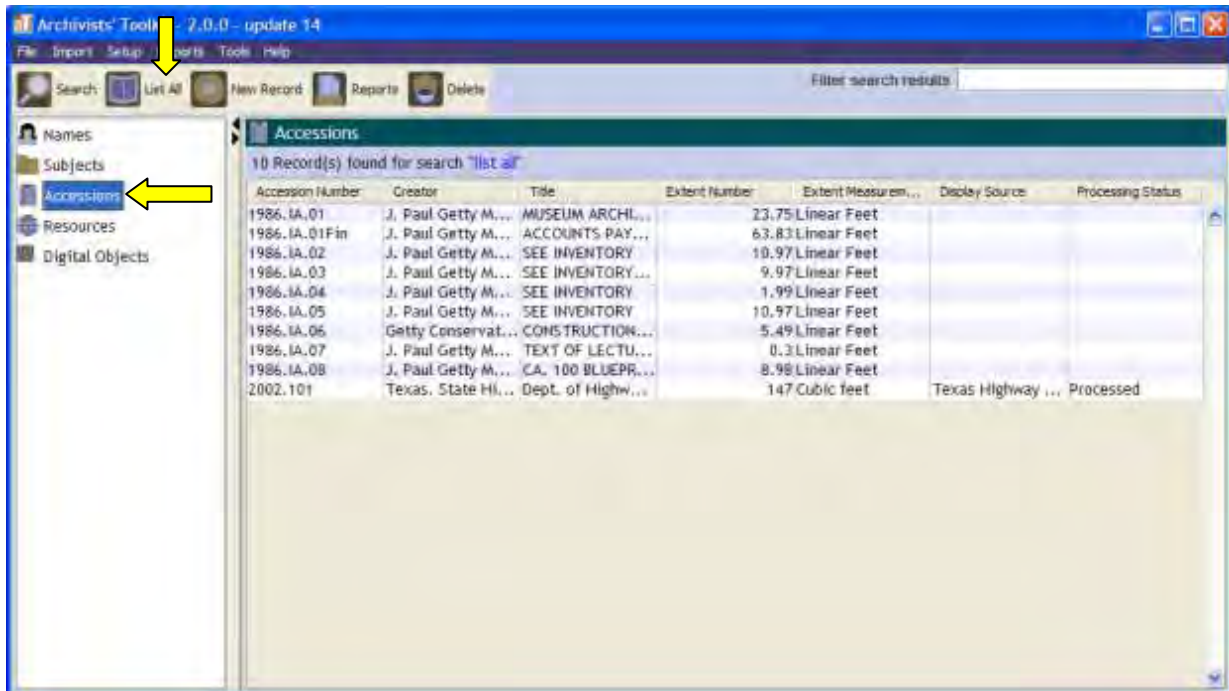 Archivists' Toolkit - 2.0.0 - update 14
File Import Setup Reports Tools Help
Search List All New Record Reports Delete Filter search results
Names
Subjects
Accessions
Resources
Digital Objects
Accessions
10 Record(s) found for search "list all"
Accession Number Creator Title Extent Number Extent Measurem... Display Source Processing Status
1986.IA.01 J. Paul Getty M... MUSEUM ARCHI... 23.75 Linear Feet
1986.IA.01Fin J. Paul Getty M... ACCOUNTS PAY... 63.83 Linear Feet
1986.IA.02 J. Paul Getty M... SEE INVENTORY 10.97 Linear Feet
1986.IA.03 J. Paul Getty M... SEE INVENTORY... 9.97 Linear Feet
1986.IA.04 J. Paul Getty M... SEE INVENTORY 1.99 Linear Feet
1986.IA.05 J. Paul Getty M... SEE INVENTORY 10.97 Linear Feet
1986.IA.06 Getty Conservat... CONSTRUCTION... 5.49 Linear Feet
1986.IA.07 J. Paul Getty M... TEXT OF LECTU... 0.3 Linear Feet
1986.IA.08 J. Paul Getty M... CA. 100 BLUEPR... 8.98 Linear Feet
2002.101 Texas. State Hi... Dept. of Highw... 147 Cubic feet Texas Highway ... Processed